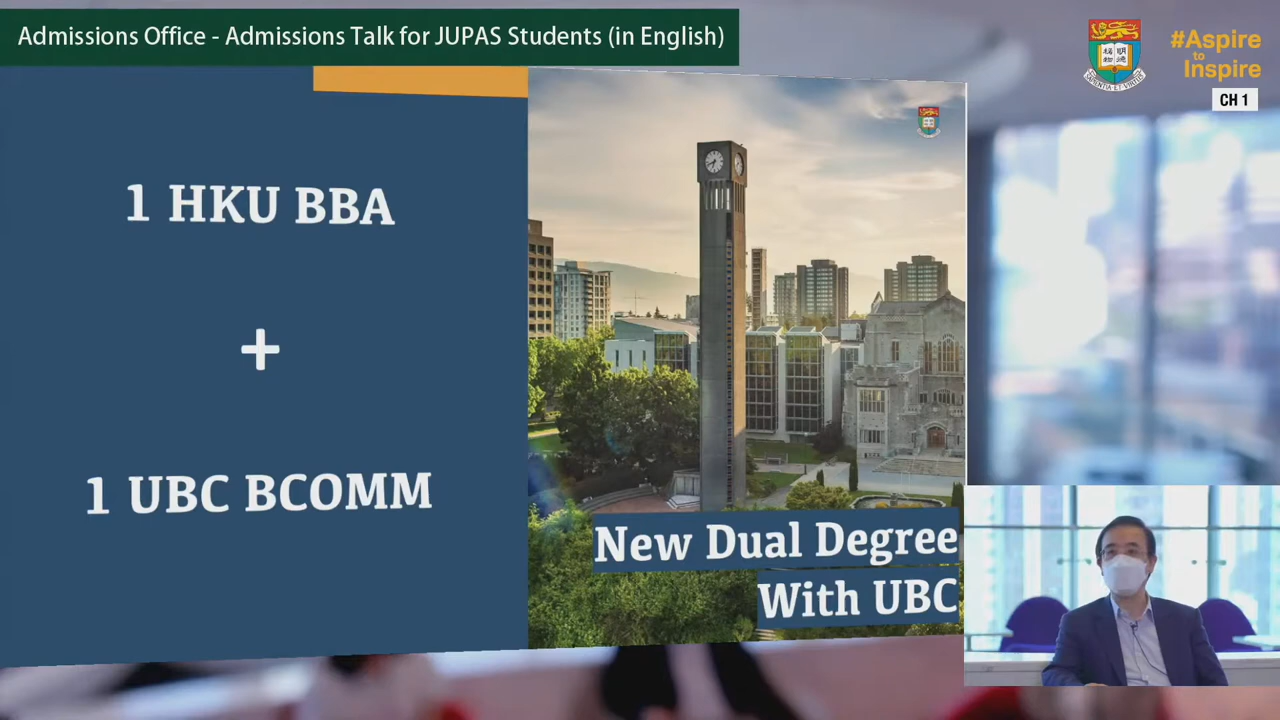 Admissions Office - Admissions Talk for JUPAS Students (in English)
#Aspire
to
Inspire
CH 1
1 HKU BBA
+
1 UBC BCOMM
New Dual Degree
With UBC